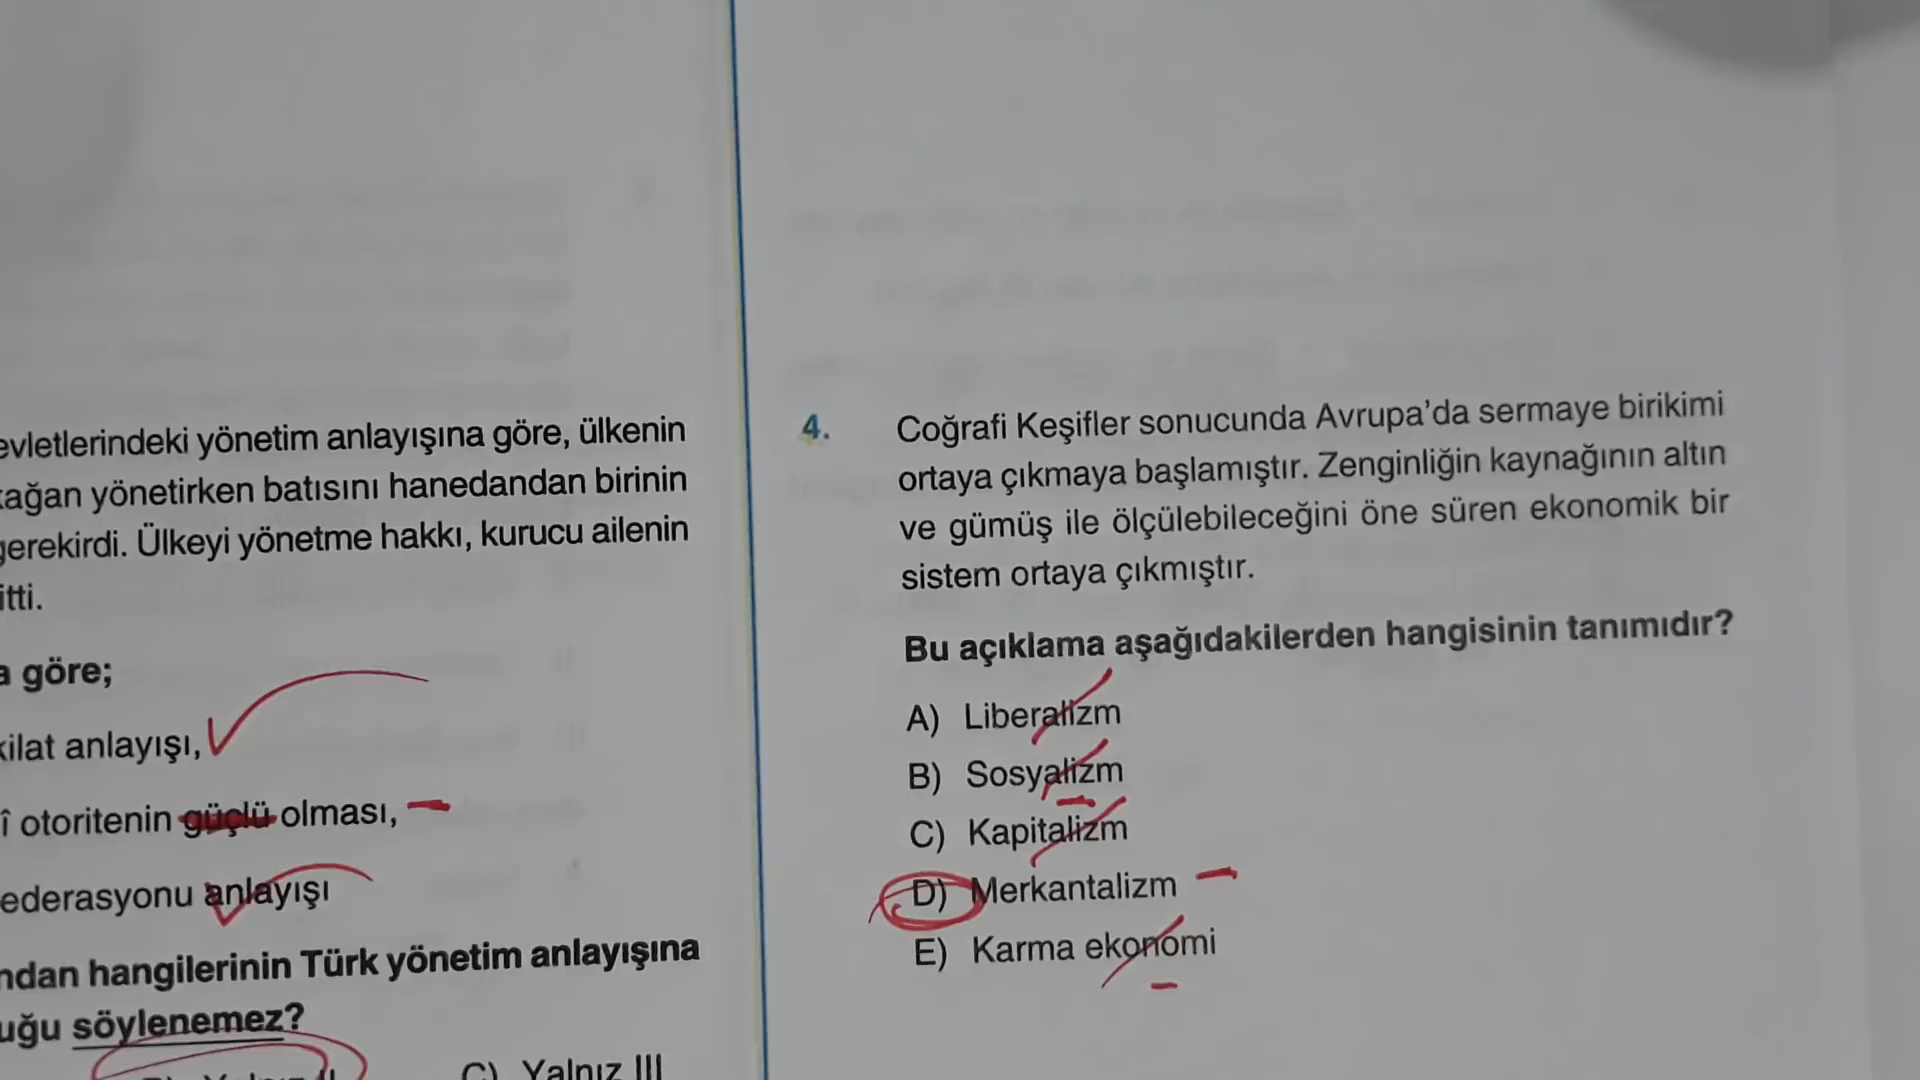 evletlerindeki yönetim anlayışına göre, ülkenin
kağan yönetirken batısını hanedandan birinin
gerekirdi. Ülkeyi yönetme hakkı, kurucu ailenin
itti.
a göre;
kilat anlayışı,
î otoritenin güçlü olması,
ederasyonu anlayışı
ndan hangilerinin Türk yönetim anlayışına
uğu söylenemez?
C) Yalnız III
4. Coğrafi Keşifler sonucunda Avrupa'da sermaye birikimi
ortaya çıkmaya başlamıştır. Zenginliğin kaynağının altın
ve gümüş ile ölçülebileceğini öne süren ekonomik bir
sistem ortaya çıkmıştır.
Bu açıklama aşağıdakilerden hangisinin tanımıdır?
A) Liberalizm
B) Sosyalizm
C) Kapitalizm
D) Merkantalizm
E) Karma ekonomi